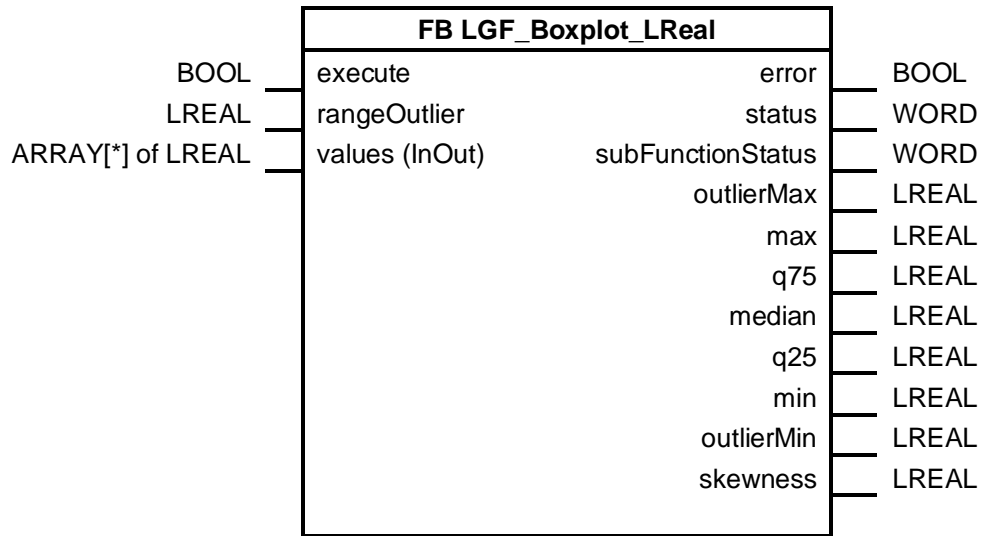 FB LGF_Boxplot_LReal
BOOL execute error BOOL
LREAL rangeOutlier status WORD
ARRAY[*] of LREAL values (InOut) subFunctionStatus WORD
outlierMax LREAL
max LREAL
q75 LREAL
median LREAL
q25 LREAL
min LREAL
outlierMin LREAL
skewness LREAL